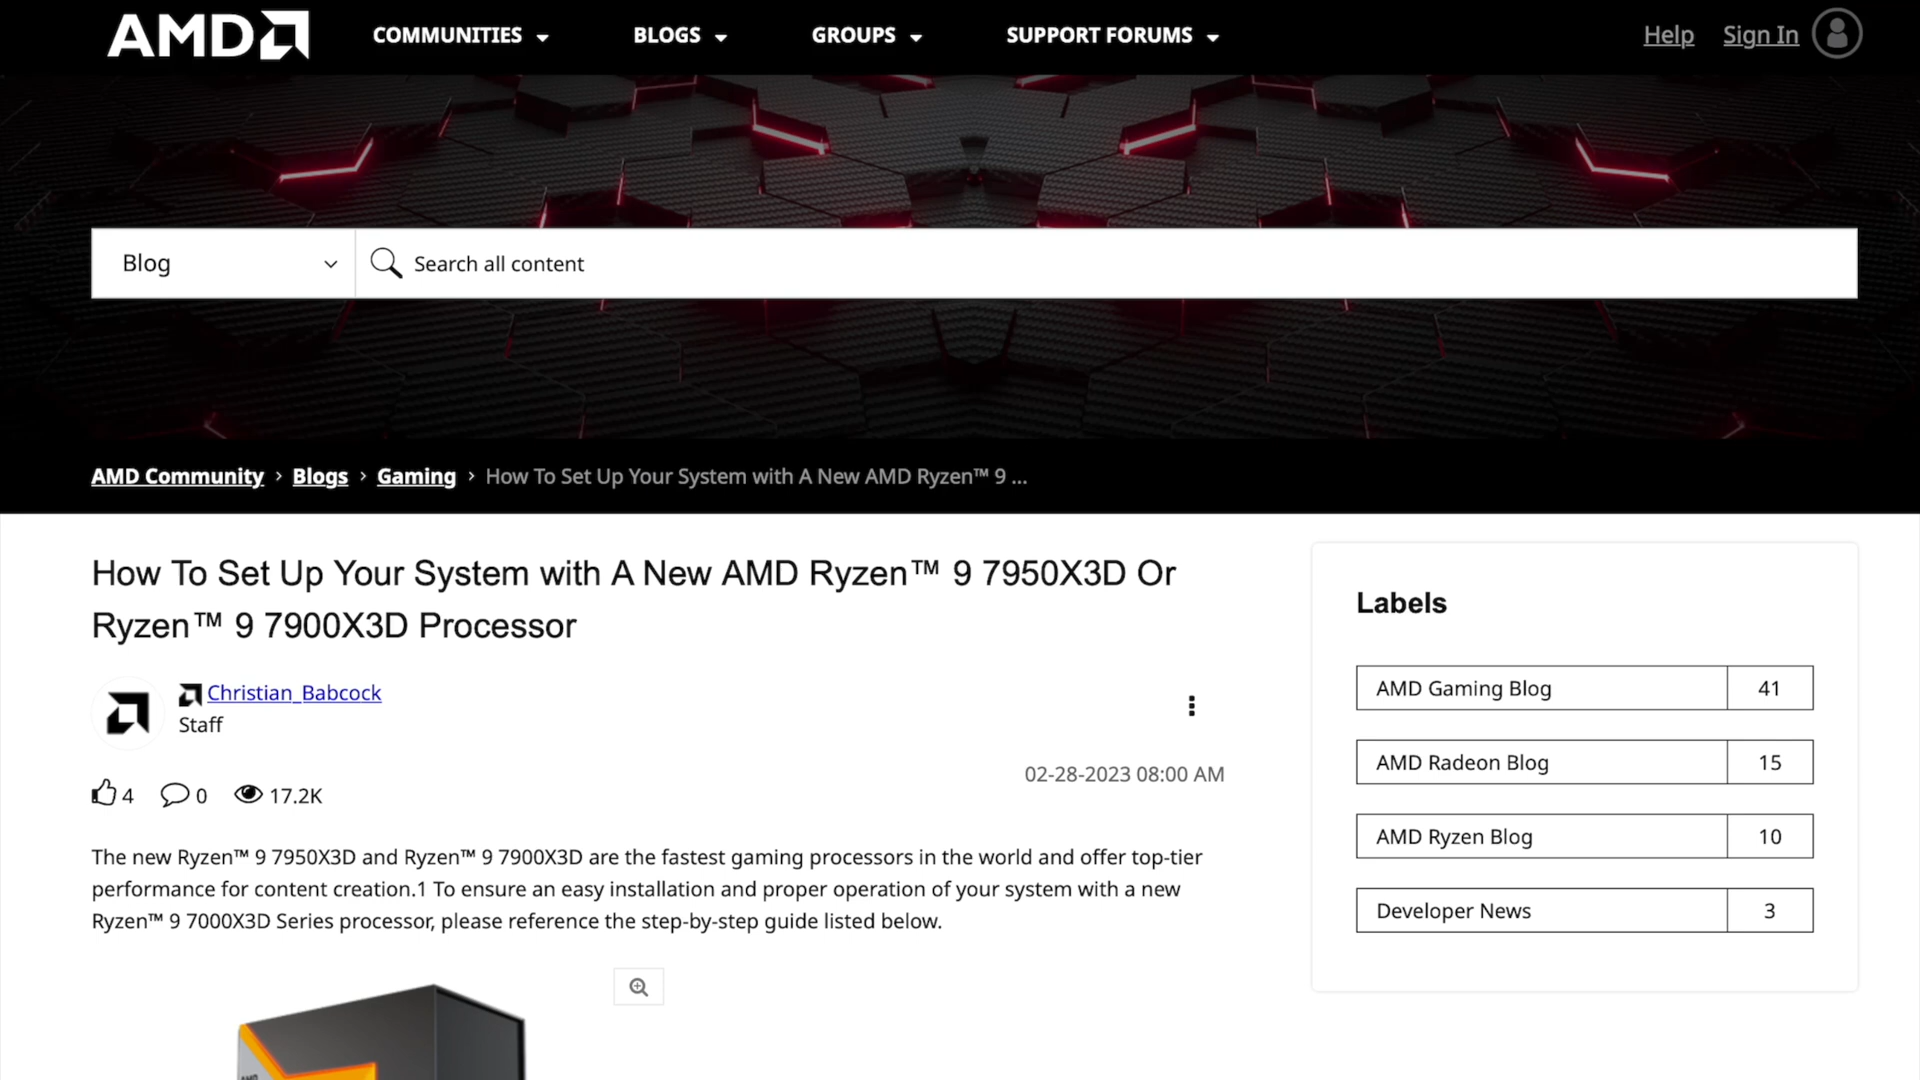 AMD COMMUNITIES BLOGS GROUPS SUPPORT FORUMS Help Sign In
Blog Search all content
AMD Community > Blogs > Gaming > How To Set Up Your System with A New AMD Ryzen™ 9 ...
How To Set Up Your System with A New AMD Ryzen™ 9 7950X3D Or
Ryzen™ 9 7900X3D Processor
Christian_Babcock
Staff
02-28-2023 08:00 AM
4 0 17.2K
The new Ryzen™ 9 7950X3D and Ryzen™ 9 7900X3D are the fastest gaming processors in the world and offer top-tier
performance for content creation.1 To ensure an easy installation and proper operation of your system with a new
Ryzen™ 9 7000X3D Series processor, please reference the step-by-step guide listed below.
Labels
AMD Gaming Blog 41
AMD Radeon Blog 15
AMD Ryzen Blog 10
Developer News 3